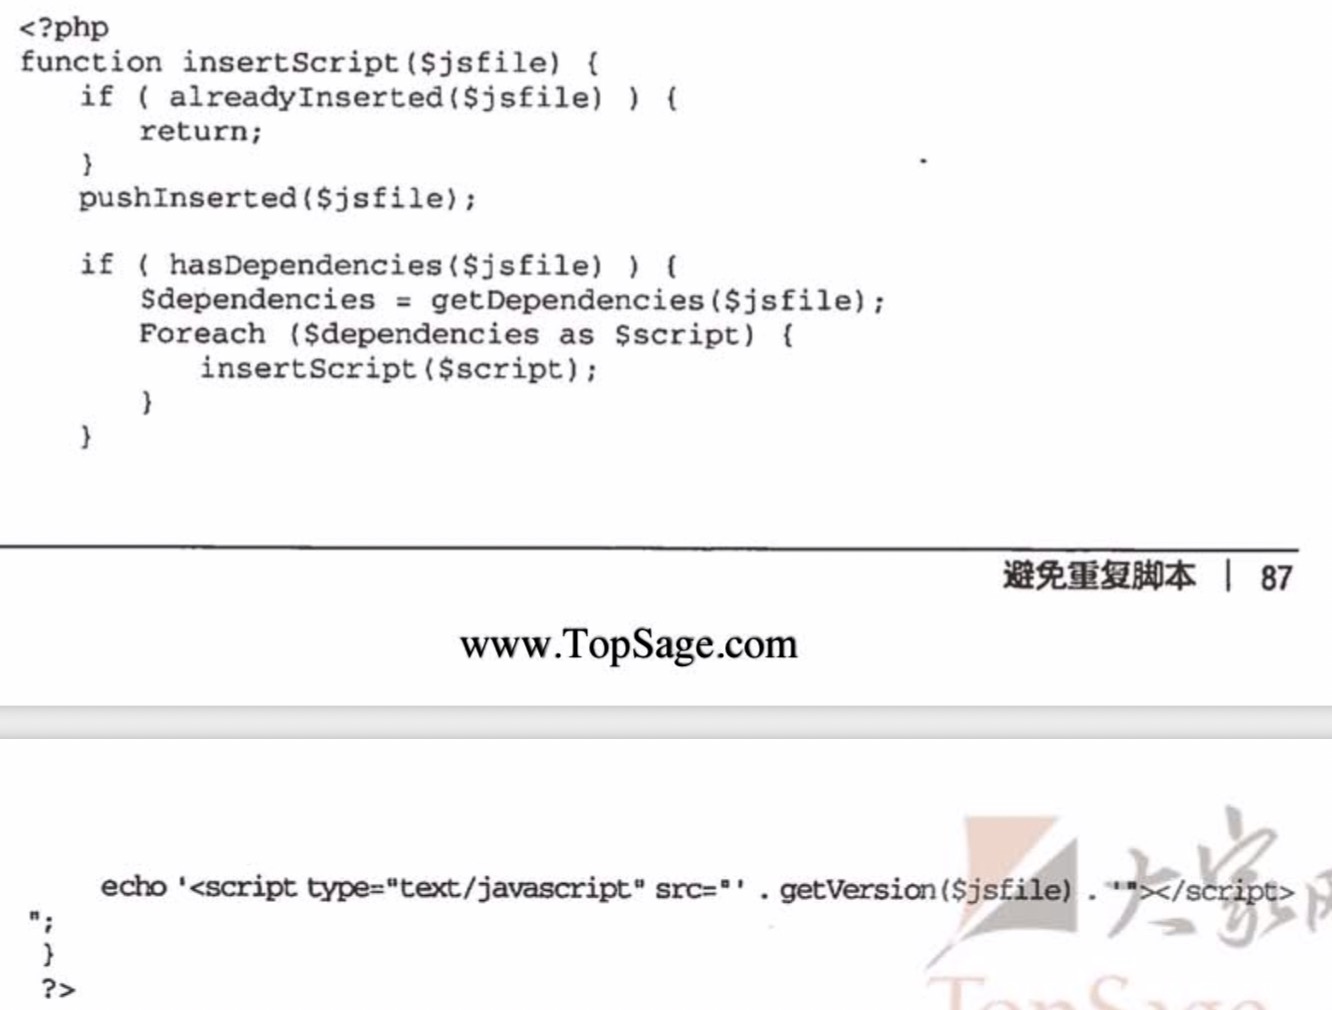 <?php
function insertScript($jsfile) {
if ( alreadyInserted($jsfile) ) {
return;
}
pushInserted($jsfile);
if ( hasDependencies($jsfile) ) {
$dependencies = getDependencies($jsfile);
Foreach ($dependencies as $script) {
insertScript($script);
}
}
避免重复脚本 | 87
www.TopSage.com
echo '<script type="text/javascript" src="' . getVersion($jsfile) . '"></script>
";
}
?>
大家网
TopSage